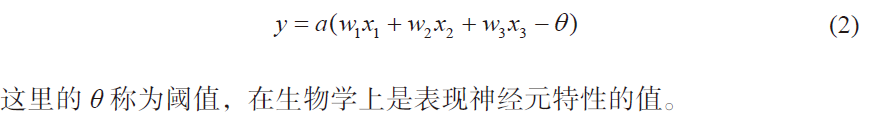 y = a(w₁x₁ + w₂x₂ + w₃x₃ − θ) (2)
这里的 θ 称为阈值，在生物学上是表现神经元特性的值。